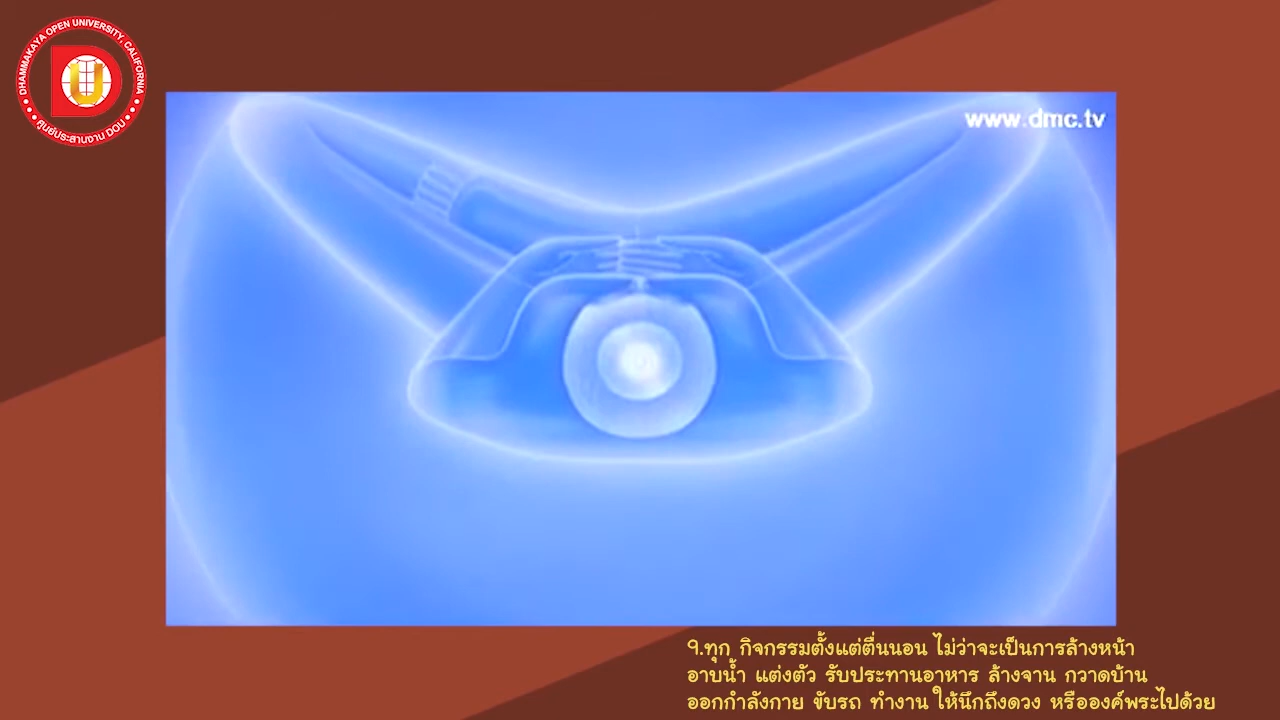 DHAMMAKAYA OPEN UNIVERSITY, CALIFORNIA
DU
ศูนย์ประสานงาน DOU
www.dmc.tv
๑.ทุก กิจกรรมตั้งแต่ตื่นนอน ไม่ว่าจะเป็นการล้างหน้า
อาบน้ำ แต่งตัว รับประทานอาหาร ล้างจาน กวาดบ้าน
ออกกำลังกาย ขับรถ ทำงาน ให้นึกถึงดวง หรือองค์พระไปด้วย